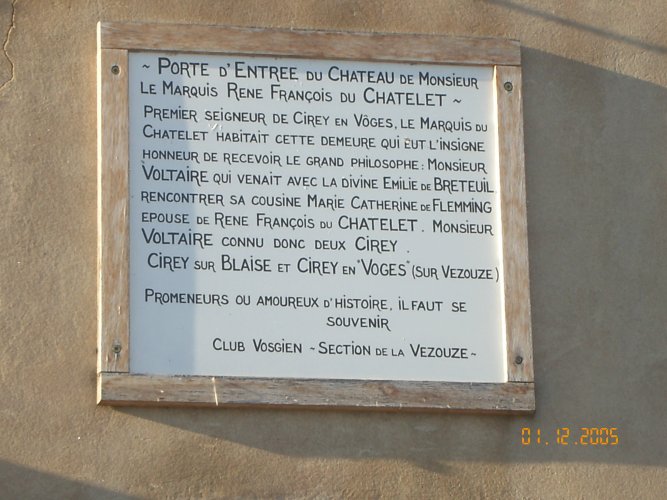 ~ PORTE D'ENTREE DU CHATEAU DE MONSIEUR
LE MARQUIS RENE FRANÇOIS DU CHATELET ~
PREMIER SEIGNEUR DE CIREY EN VÔGES, LE MARQUIS DU
CHATELET HABITAIT CETTE DEMEURE QUI EUT L'INSIGNE
HONNEUR DE RECEVOIR LE GRAND PHILOSOPHE: MONSIEUR
VOLTAIRE QUI VENAIT AVEC LA DIVINE EMILIE DE BRETEUIL
RENCONTRER SA COUSINE MARIE CATHERINE DE FLEMMING
EPOUSE DE RENE FRANÇOIS DU CHATELET. MONSIEUR
VOLTAIRE CONNU DONC DEUX CIREY.
CIREY SUR BLAISE ET CIREY EN "VOGES" (SUR VEZOUZE)
PROMENEURS OU AMOUREUX D'HISTOIRE, IL FAUT SE
SOUVENIR
CLUB VOSGIEN ~ SECTION DE LA VEZOUZE ~
01.12.2005